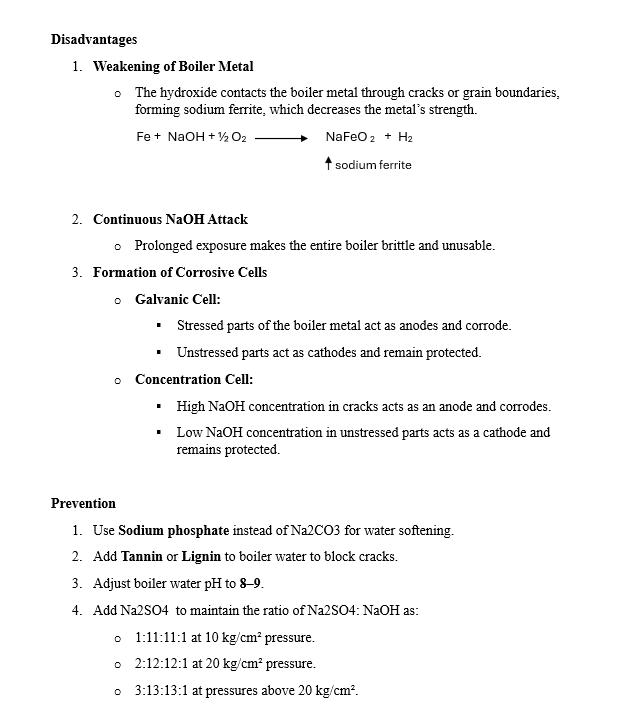 Disadvantages
1. Weakening of Boiler Metal
o The hydroxide contacts the boiler metal through cracks or grain boundaries,
forming sodium ferrite, which decreases the metal's strength.
Fe + NaOH + ½ O₂ ⟶ NaFeO ₂ + H₂
↑ sodium ferrite
2. Continuous NaOH Attack
o Prolonged exposure makes the entire boiler brittle and unusable.
3. Formation of Corrosive Cells
o Galvanic Cell:
▪ Stressed parts of the boiler metal act as anodes and corrode.
▪ Unstressed parts act as cathodes and remain protected.
o Concentration Cell:
▪ High NaOH concentration in cracks acts as an anode and corrodes.
▪ Low NaOH concentration in unstressed parts acts as a cathode and
remains protected.
Prevention
1. Use Sodium phosphate instead of Na2CO3 for water softening.
2. Add Tannin or Lignin to boiler water to block cracks.
3. Adjust boiler water pH to 8–9.
4. Add Na2SO4 to maintain the ratio of Na2SO4: NaOH as:
o 1:11:11:1 at 10 kg/cm² pressure.
o 2:12:12:1 at 20 kg/cm² pressure.
o 3:13:13:1 at pressures above 20 kg/cm².